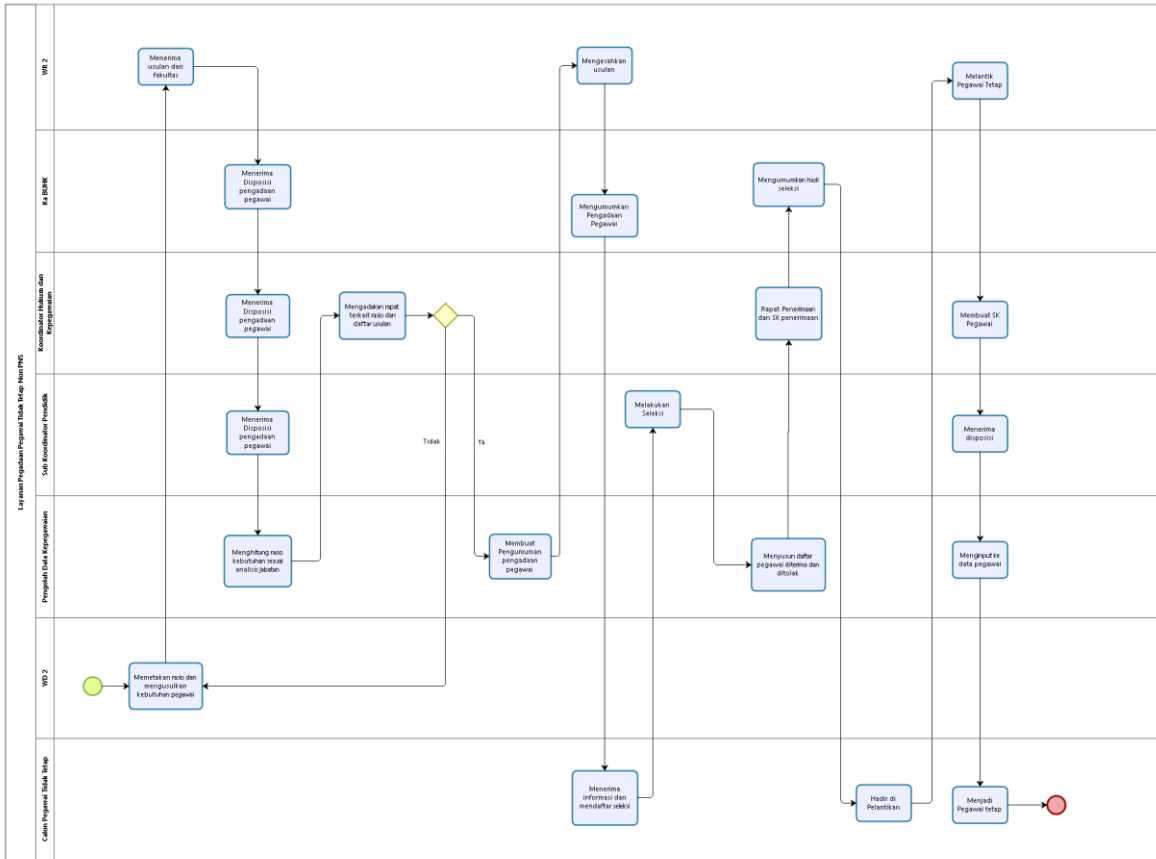 Layanan Pegadaan Pegawai Tidak Tetap Non PNS
WR 2
Menerima
usulan dari
fakultas
Mengesahkan
usulan
Melantik
Pegawai Tetap
Ka BUHK
Menerima
Disposisi
pengadaan
pegawai
Mengumumkan
Pengadaan
Pegawai
Mengumumkan hasil
seleksi
Koordinator Hukum dan
Kepegawaian
Menerima
Disposisi
pengadaan
pegawai
Mengadakan rapat
terkait rasio dan
daftar usulan
Rapat Penerimaan
dan SK penerimaan
Membuat SK
Pegawai
Sub Koordinator Pendidik
Menerima
Disposisi
pengadaan
pegawai
Tidak
Ya
Melakukan
Seleksi
Menerima
disposisi
Pengolah Data Kepegawaian
Menghitung rasio
kebutuhan sesuai
analisis jabatan
Membuat
Pengumuman
pengadaan
pegawai
Menyusun daftar
pegawai diterima dan
ditolak
Menginput ke
data pegawai
WD 2
Memetakan rasio dan
mengusulkan
kebutuhan pegawai
Calon Pegawai Tidak Tetap
Menerima
informasi dan
mendaftar seleksi
Hadir di
Pelantikan
Menjadi
Pegawai tetap